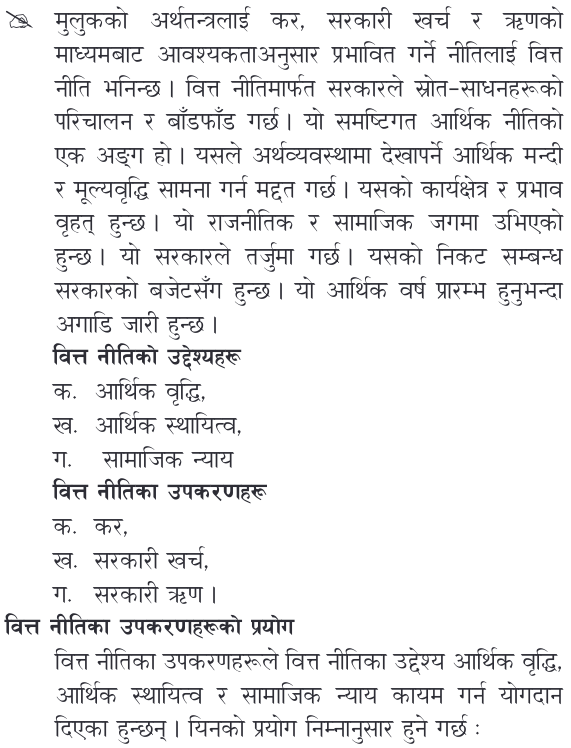 मुलुकको अर्थतन्त्रलाई कर, सरकारी खर्च र ऋणको
माध्यमबाट आवश्यकताअनुसार प्रभावित गर्ने नीतिलाई वित्त
नीति भनिन्छ । वित्त नीतिमार्फत सरकारले स्रोत-साधनहरूको
परिचालन र बाँडफाँड गर्छ । यो समष्टिगत आर्थिक नीतिको
एक अङ्ग हो । यसले अर्थव्यवस्थामा देखापर्ने आर्थिक मन्दी
र मूल्यवृद्धि सामना गर्न मद्दत गर्छ । यसको कार्यक्षेत्र र प्रभाव
वृहत् हुन्छ । यो राजनीतिक र सामाजिक जगमा उभिएको
हुन्छ । यो सरकारले तर्जुमा गर्छ । यसको निकट सम्बन्ध
सरकारको बजेटसँग हुन्छ । यो आर्थिक वर्ष प्रारम्भ हुनुभन्दा
अगाडि जारी हुन्छ ।
वित्त नीतिको उद्देश्यहरू
क. आर्थिक वृद्धि,
ख. आर्थिक स्थायित्व,
ग. सामाजिक न्याय
वित्त नीतिका उपकरणहरू
क. कर,
ख. सरकारी खर्च,
ग. सरकारी ऋण ।
वित्त नीतिका उपकरणहरूको प्रयोग
वित्त नीतिका उपकरणहरूले वित्त नीतिका उद्देश्य आर्थिक वृद्धि,
आर्थिक स्थायित्व र सामाजिक न्याय कायम गर्न योगदान
दिएका हुन्छन् । यिनको प्रयोग निम्नानुसार हुने गर्छ :